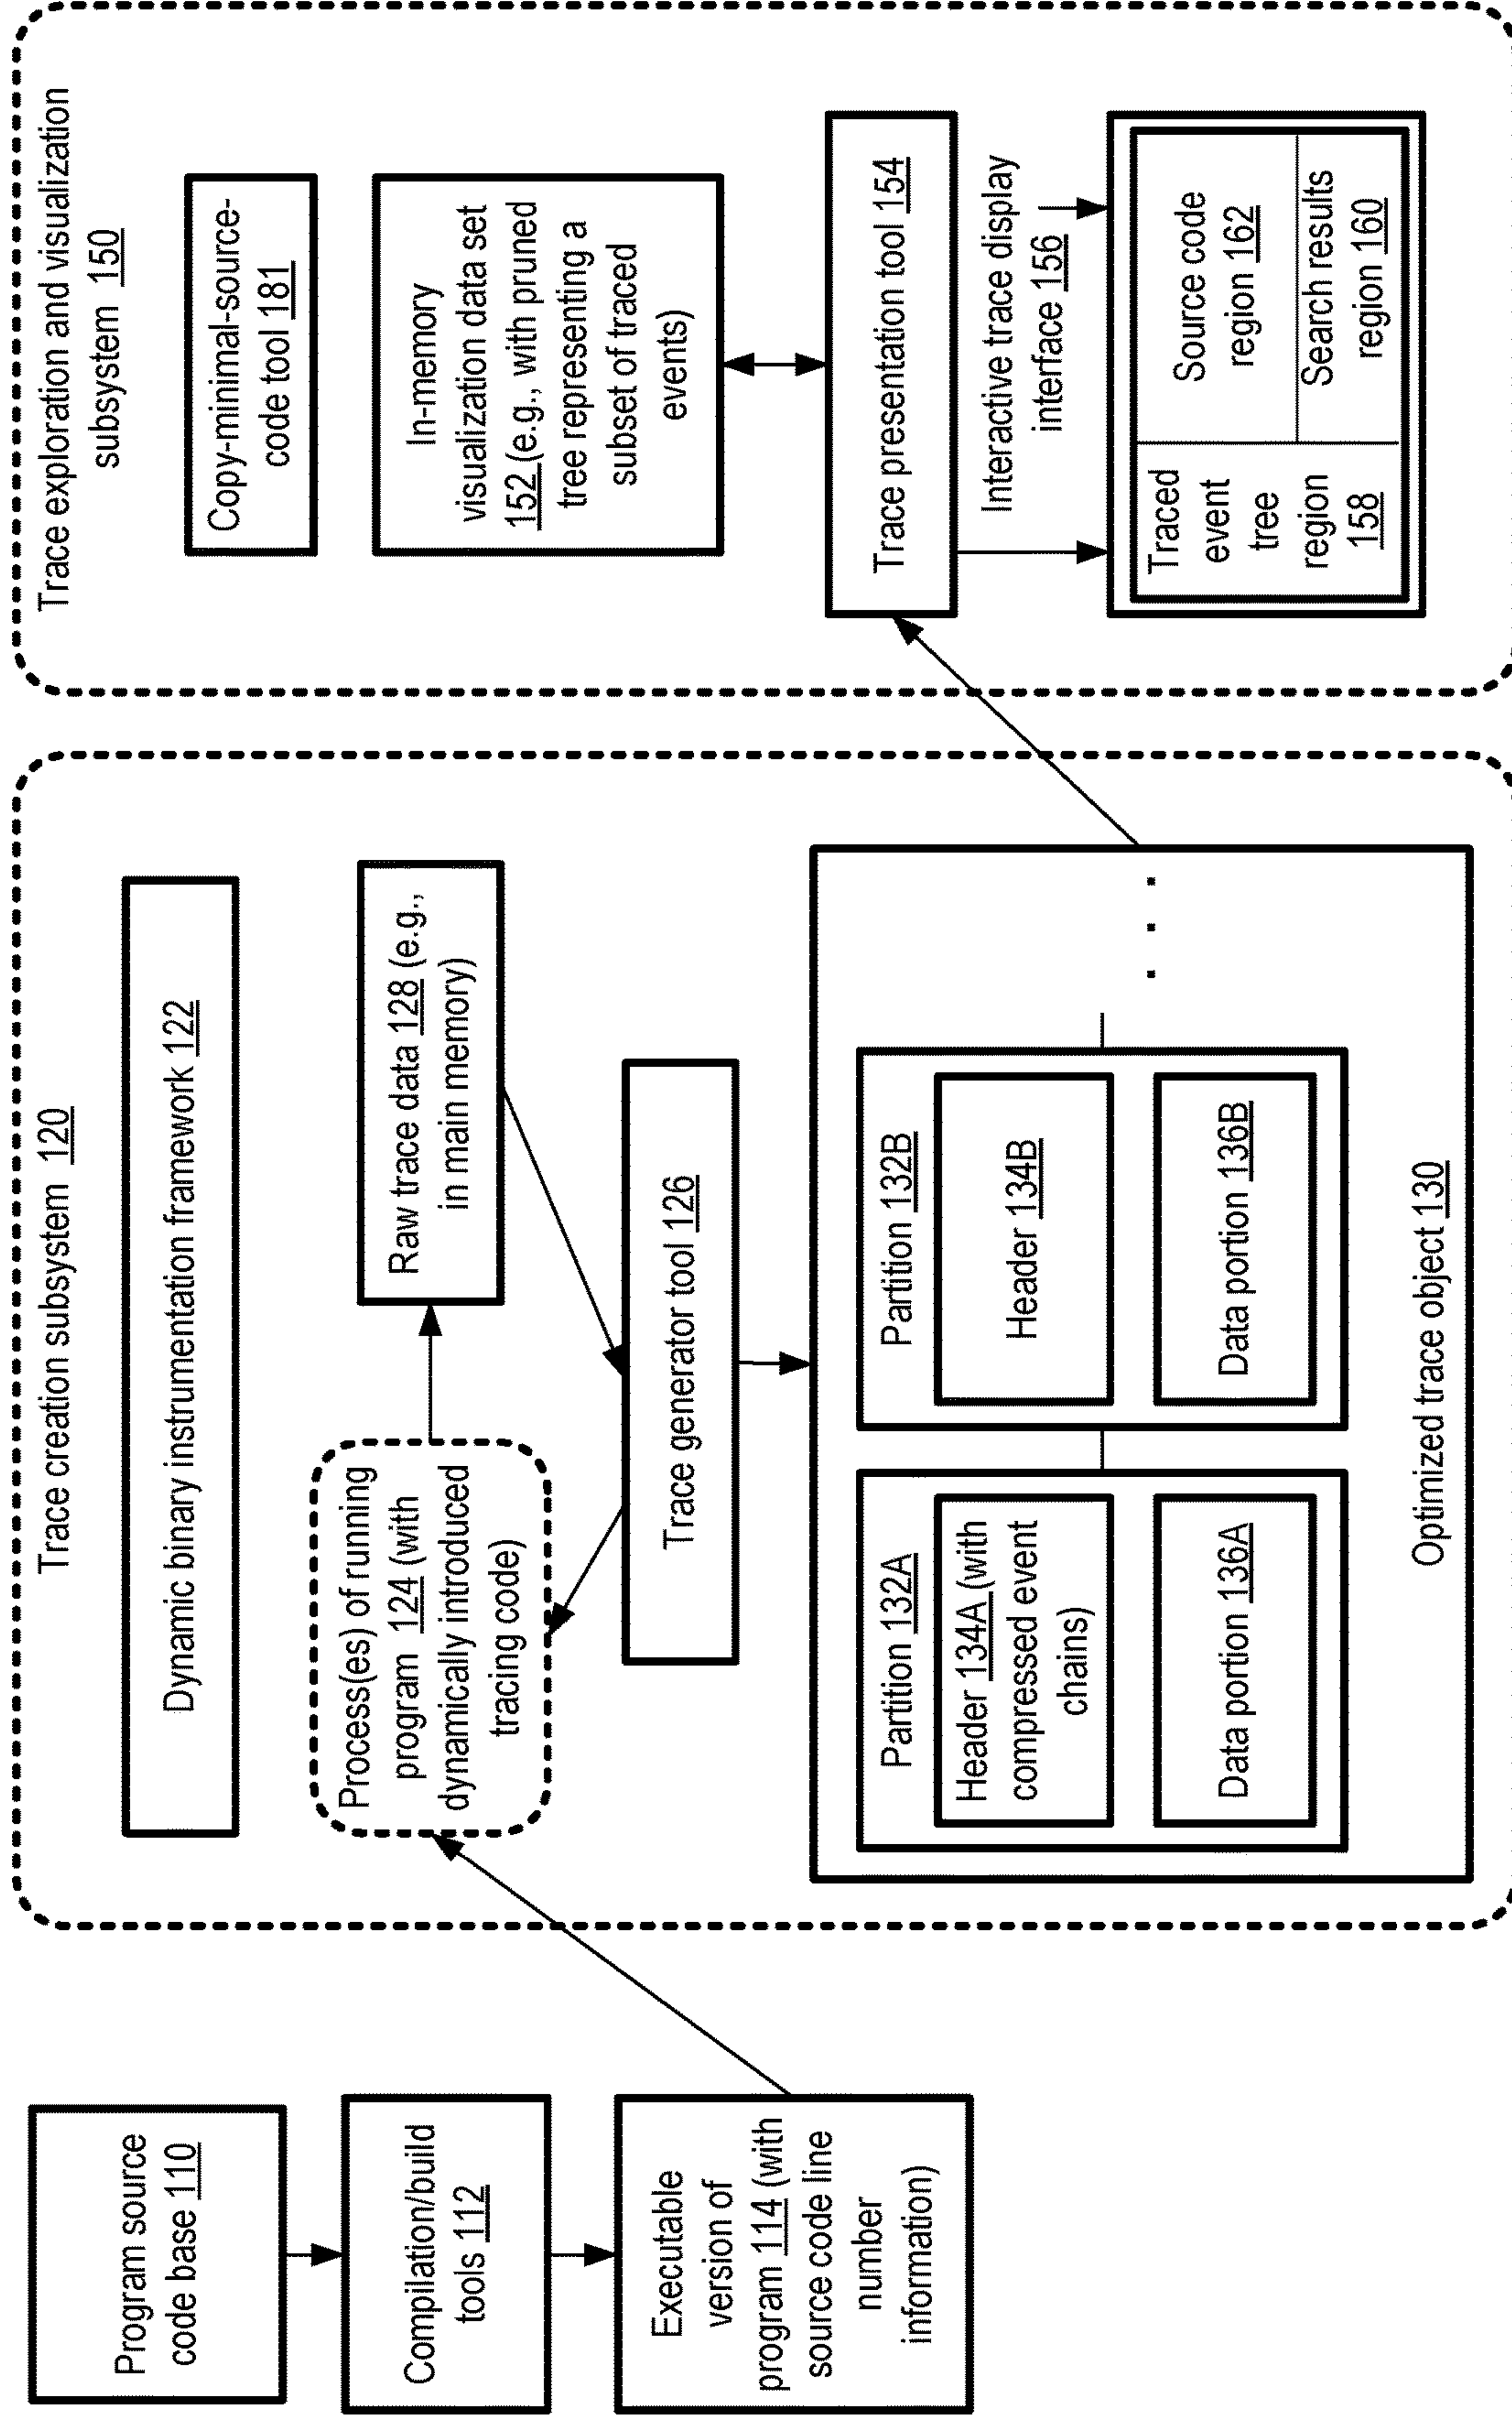 Program source
code base 110
Compilation/build
tools 112
Executable
version of
program 114 (with
source code line
number
information)
Trace creation subsystem 120
Dynamic binary instrumentation framework 122
Process(es) of running
program 124 (with
dynamically introduced
tracing code)
Raw trace data 128 (e.g.,
in main memory)
Trace generator tool 126
Partition 132A
Header 134A (with
compressed event
chains)
Data portion 136A
Partition 132B
Header 134B
Data portion 136B
. . .
Optimized trace object 130
Trace exploration and visualization
subsystem 150
Copy-minimal-source-
code tool 181
In-memory
visualization data set
152 (e.g., with pruned
tree representing a
subset of traced
events)
Trace presentation tool 154
Interactive trace display
interface 156
Traced
event
tree
region
158
Source code
region 162
Search results
region 160